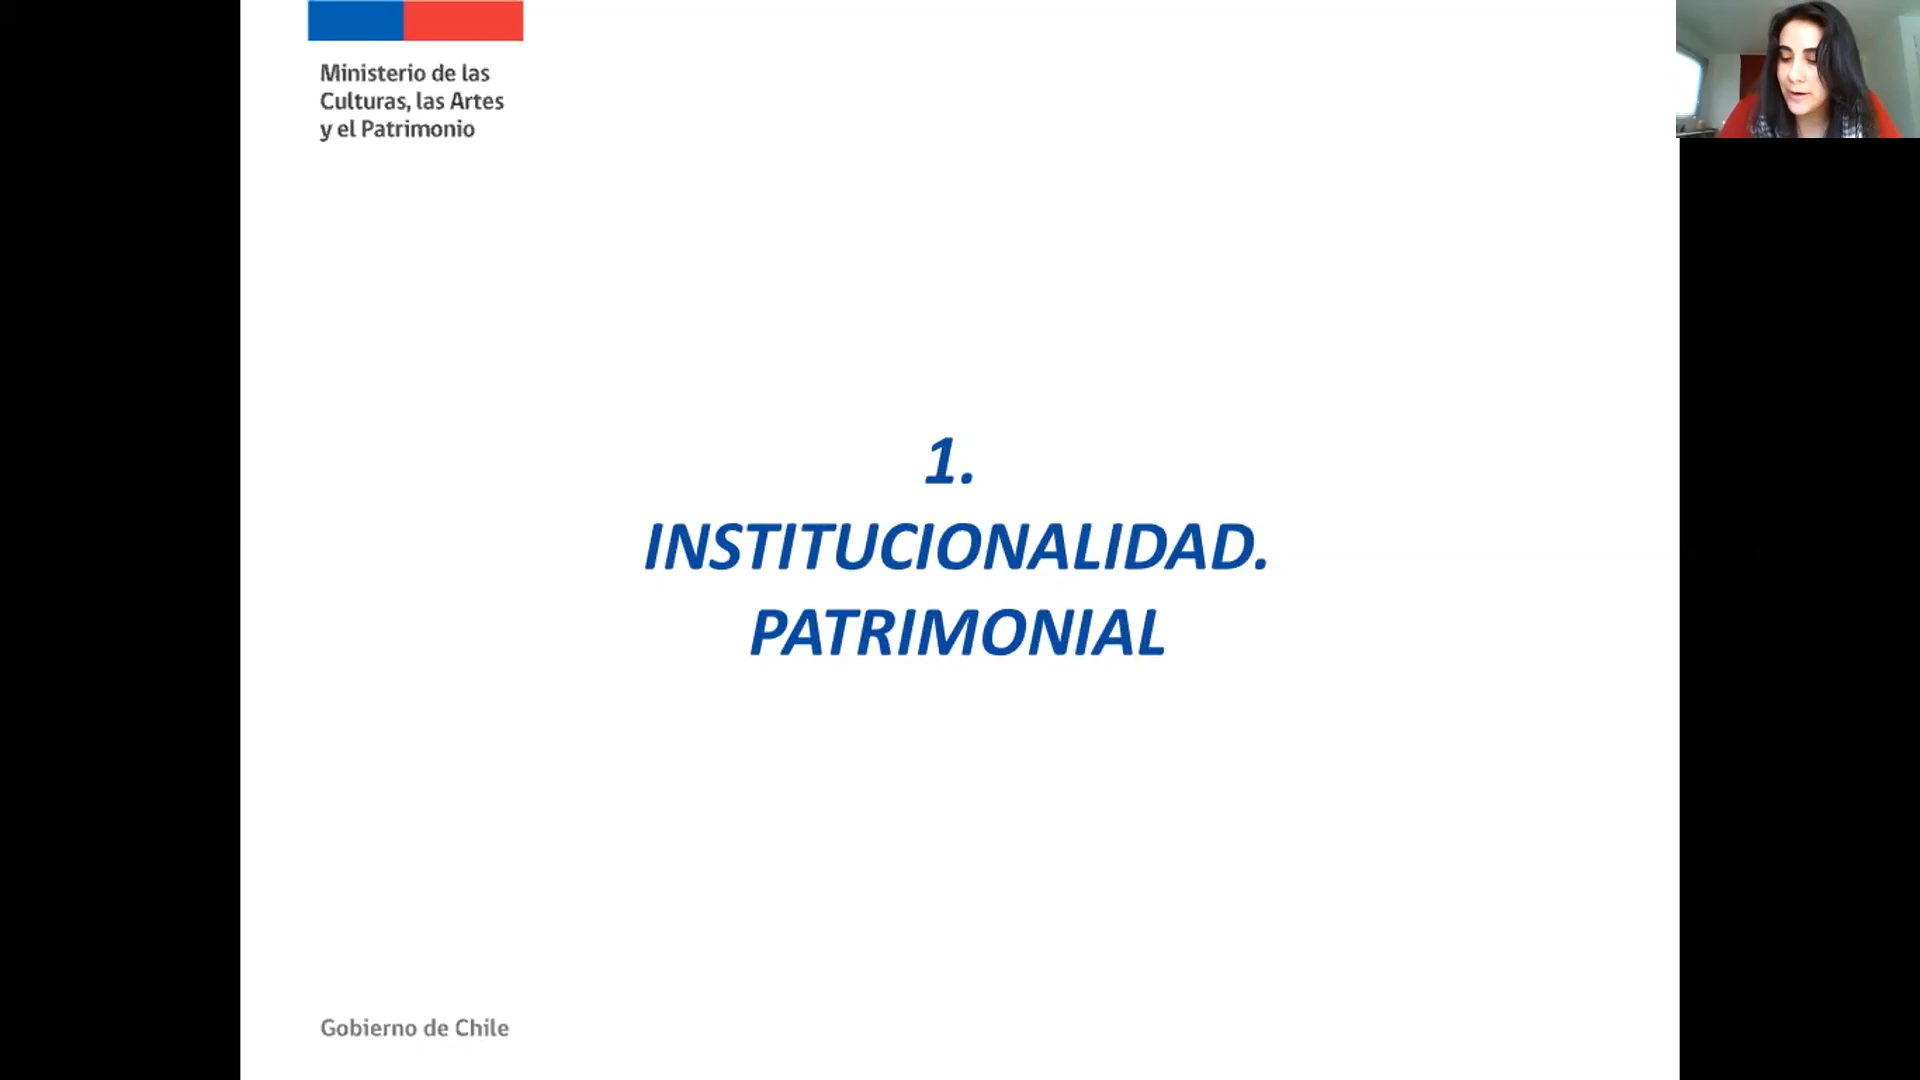 Ministerio de las
Culturas, las Artes
y el Patrimonio
1.
INSTITUCIONALIDAD.
PATRIMONIAL
Gobierno de Chile